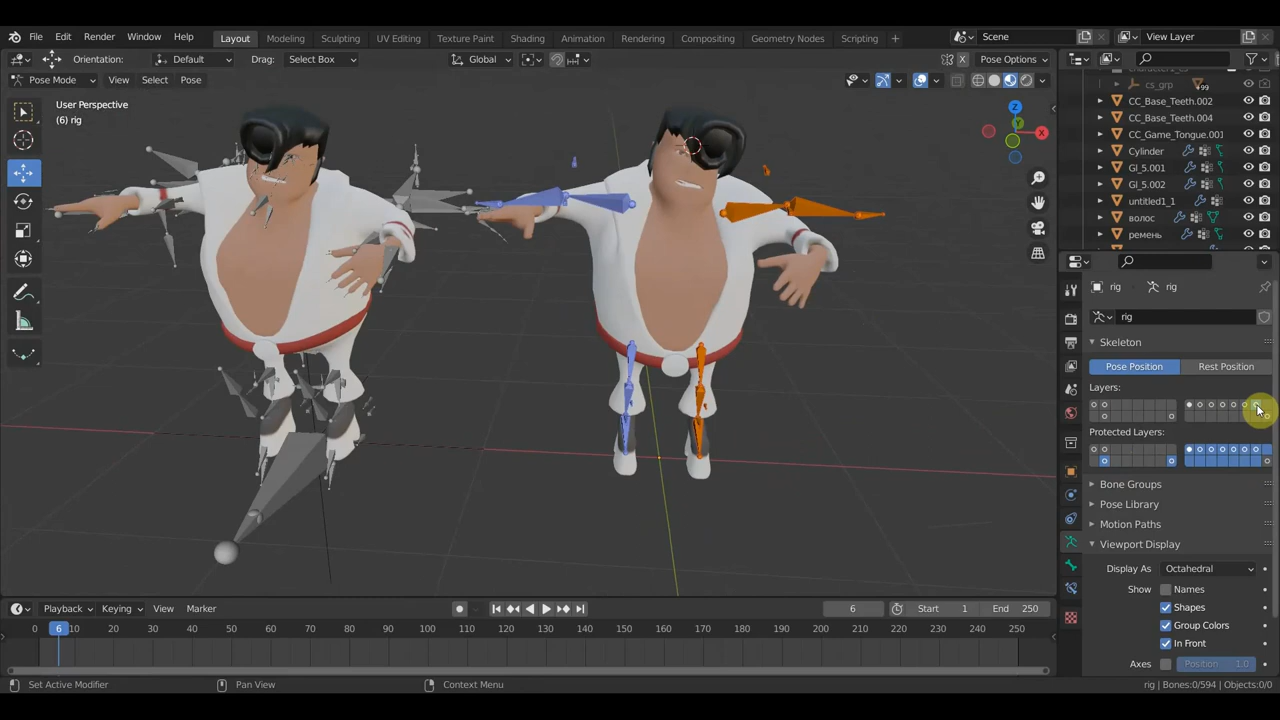 File Edit Render Window Help Layout Modeling Sculpting UV Editing Texture Paint Shading Animation Rendering Compositing Geometry Nodes Scripting + Scene View Layer
Orientation: Default Drag: Select Box Global X Pose Options
Pose Mode View Select Pose
User Perspective
(6) rig
Z
Y
X
cs_grp 99
CC_Base_Teeth.002
CC_Base_Teeth.004
CC_Game_Tongue.001
Cylinder
GI_5.001
GI_5.002
untitled1_1
волос
ремень
rig rig
rig
Skeleton
Pose Position Rest Position
Layers:
Protected Layers:
Bone Groups
Pose Library
Motion Paths
Viewport Display
Display As Octahedral
Show Names
Shapes
Group Colors
In Front
Axes Position 1.0
Playback Keying View Marker 6 Start 1 End 250
0 6 10 20 30 40 50 60 70 80 90 100 110 120 130 140 150 160 170 180 190 200 210 220 230 240 250
Set Active Modifier Pan View Context Menu rig | Bones:0/594 | Objects:0/0